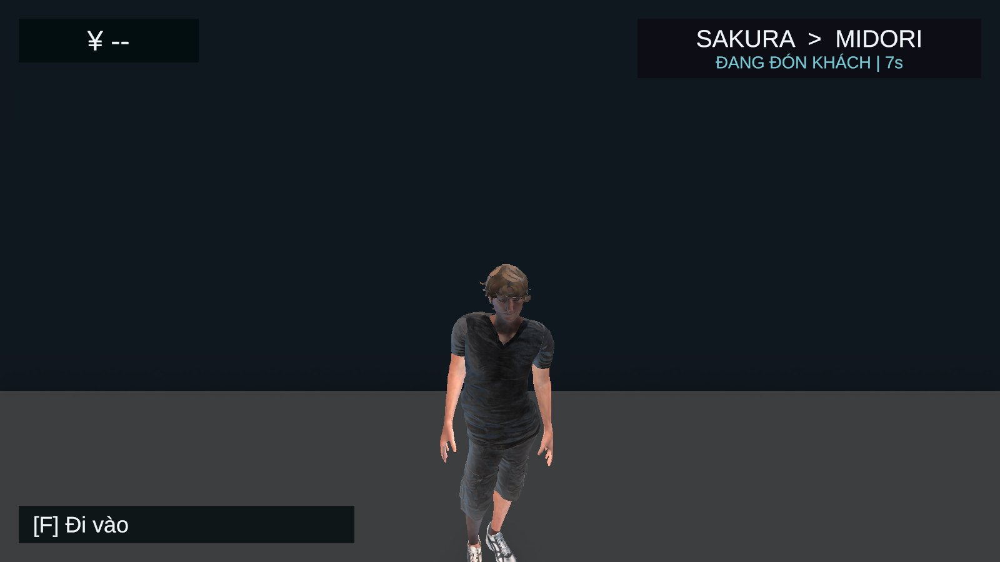 ¥ --
SAKURA > MIDORI
ĐANG ĐÓN KHÁCH | 7s
[F] Đi vào